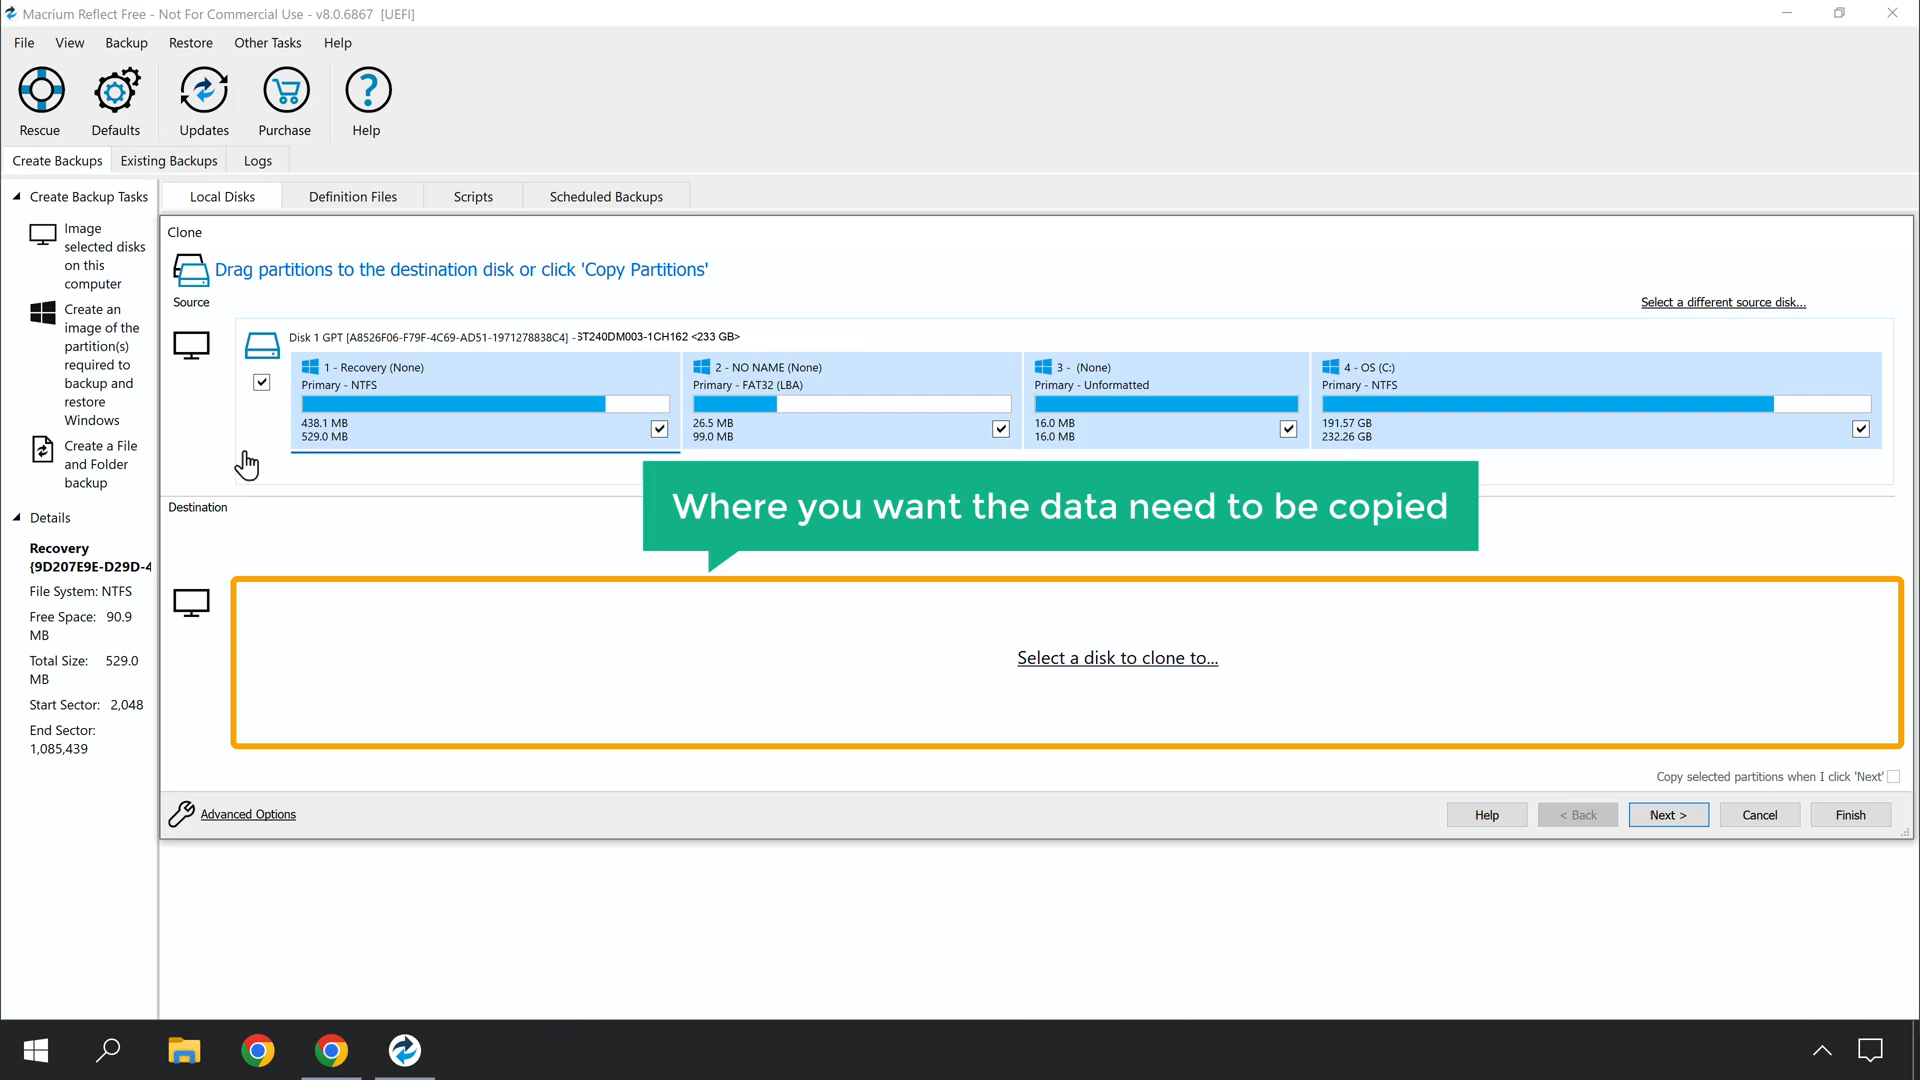 Macrium Reflect Free - Not For Commercial Use - v8.0.6867 [UEFI]
File View Backup Restore Other Tasks Help
Rescue Defaults Updates Purchase Help
Create Backups Existing Backups Logs
Create Backup Tasks
Local Disks Definition Files Scripts Scheduled Backups
Image
selected disks
on this
computer
Create an
image of the
partition(s)
required to
backup and
restore
Windows
Create a File
and Folder
backup
Details
Recovery
{9D207E9E-D29D-4
File System: NTFS
Free Space: 90.9
MB
Total Size: 529.0
MB
Start Sector: 2,048
End Sector:
1,085,439
Clone
Drag partitions to the destination disk or click 'Copy Partitions'
Source
Select a different source disk...
Disk 1 GPT [A8526F06-F79F-4C69-AD51-1971278838C4] - ST240DM003-1CH162 <233 GB>
1 - Recovery (None)
Primary - NTFS
438.1 MB
529.0 MB
2 - NO NAME (None)
Primary - FAT32 (LBA)
26.5 MB
99.0 MB
3 - (None)
Primary - Unformatted
16.0 MB
16.0 MB
4 - OS (C:)
Primary - NTFS
191.57 GB
232.26 GB
Destination
Where you want the data need to be copied
Select a disk to clone to...
Copy selected partitions when I click 'Next'
Advanced Options
Help < Back Next > Cancel Finish